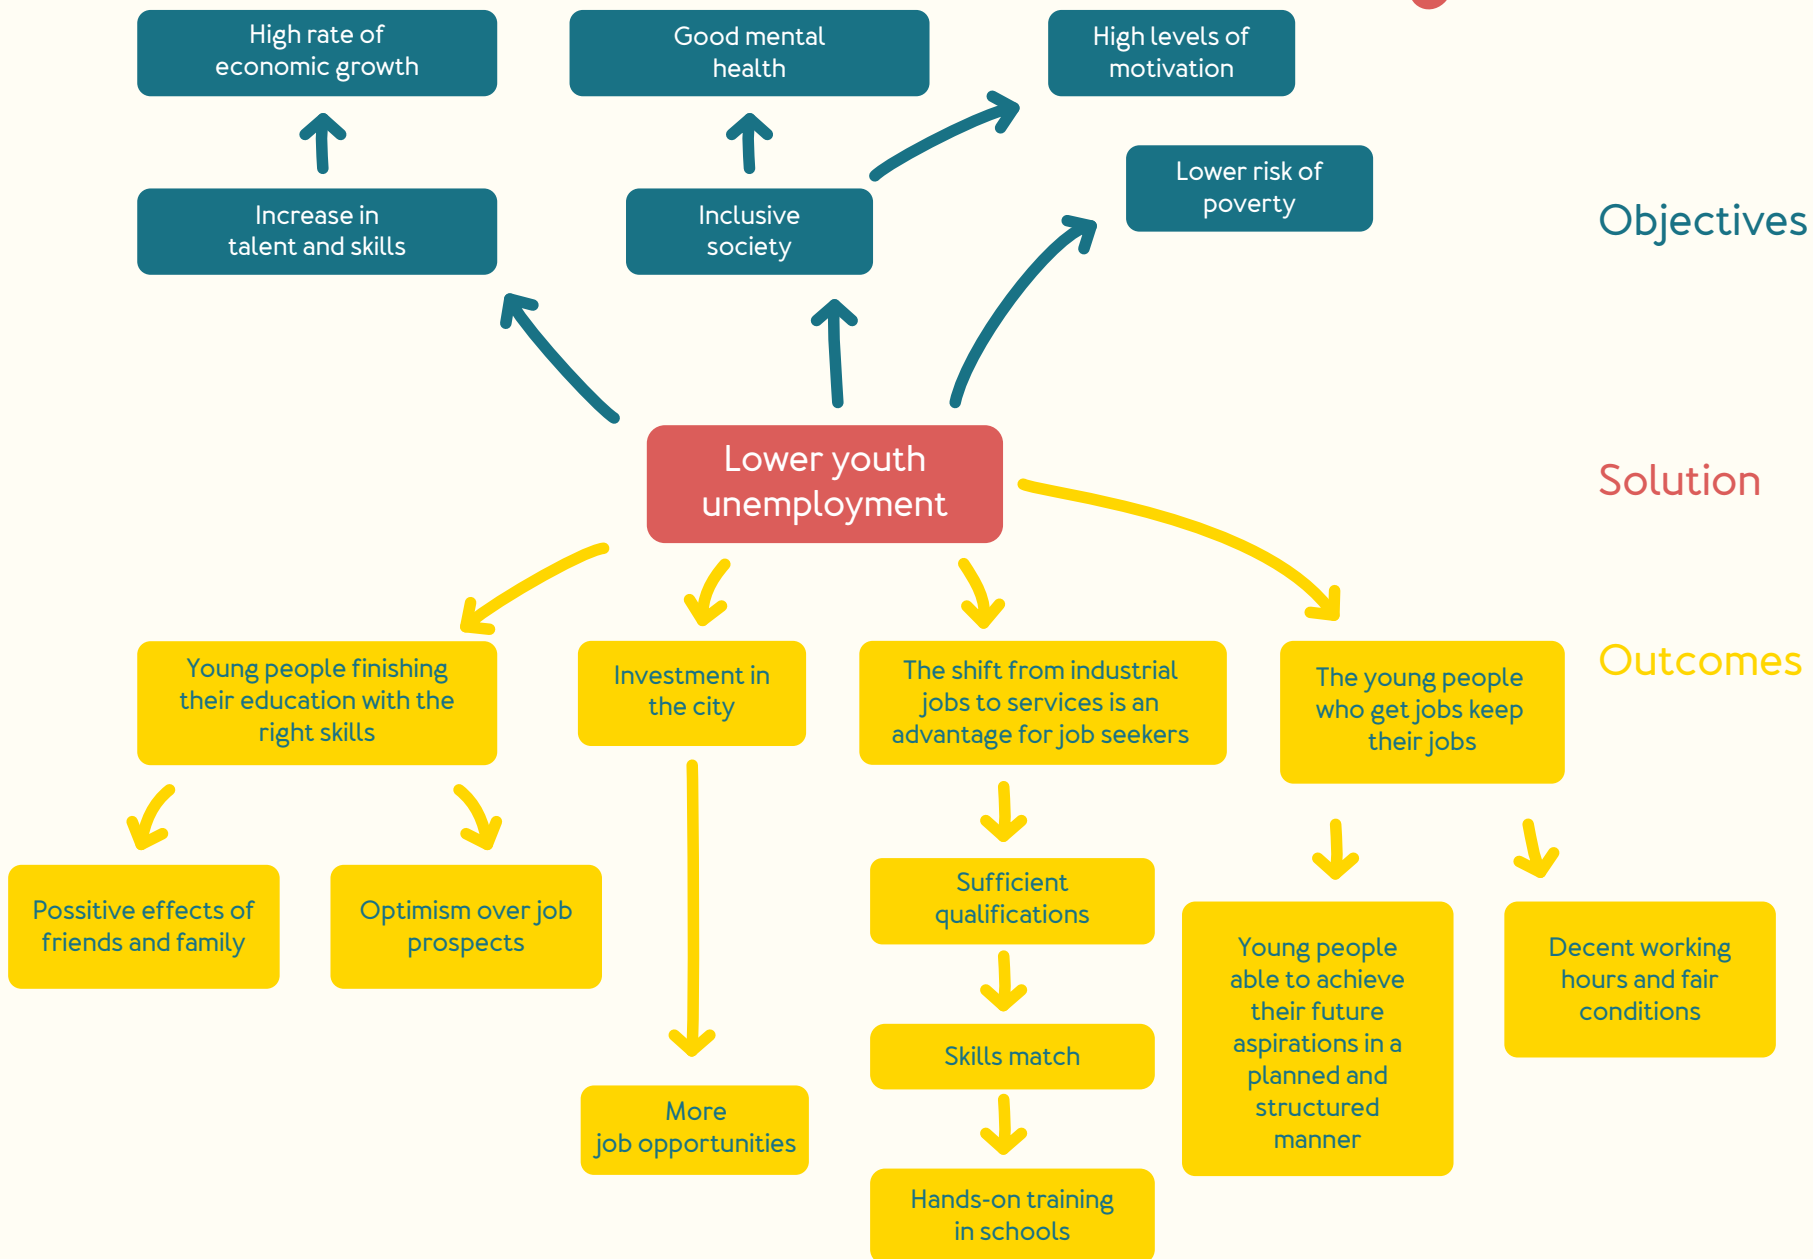 High rate of
economic growth
Good mental
health
High levels of
motivation
Lower risk of
poverty
Increase in
talent and skills
Inclusive
society
Objectives
Lower youth
unemployment
Solution
Outcomes
Young people finishing
their education with the
right skills
Investment in
the city
The shift from industrial
jobs to services is an
advantage for job seekers
The young people
who get jobs keep
their jobs
Possitive effects of
friends and family
Optimism over job
prospects
Sufficient
qualifications
Young people
able to achieve
their future
aspirations in a
planned and
structured
manner
Decent working
hours and fair
conditions
Skills match
More
job opportunities
Hands-on training
in schools